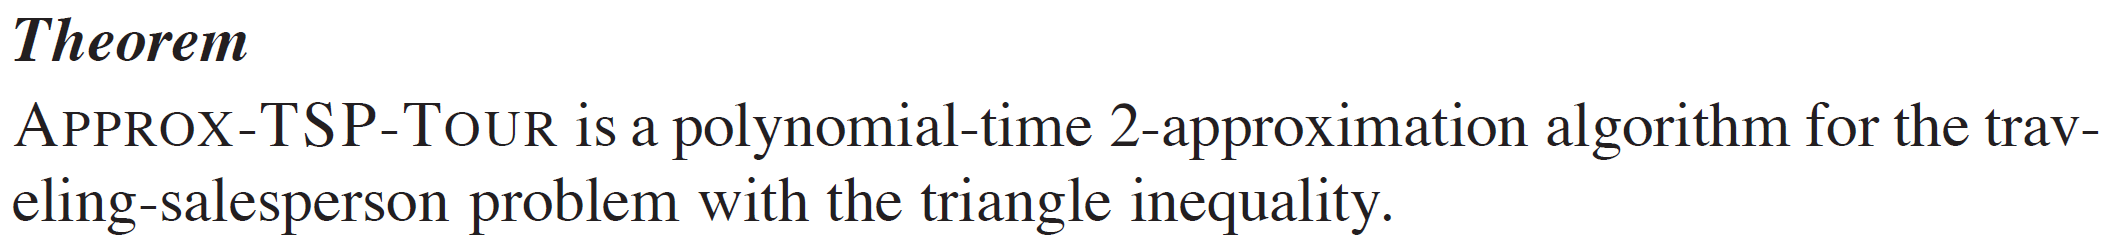 Theorem
APPROX-TSP-TOUR is a polynomial-time 2-approximation algorithm for the trav-
eling-salesperson problem with the triangle inequality.